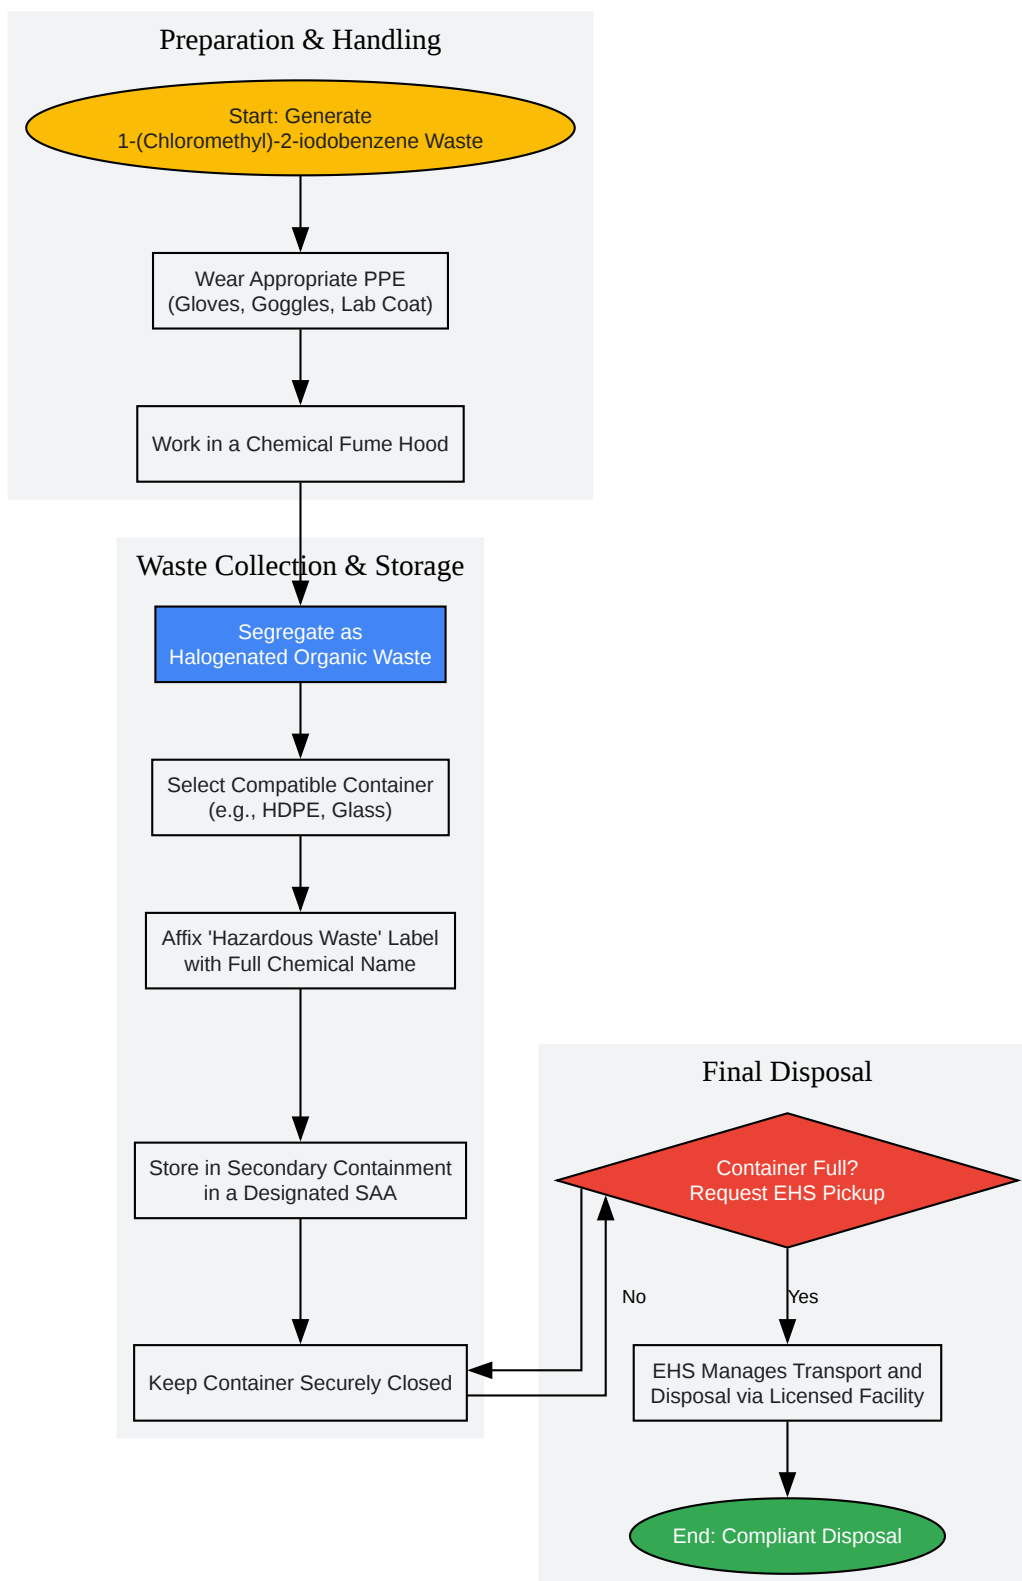 Preparation & Handling
Start: Generate
1-(Chloromethyl)-2-iodobenzene Waste
Wear Appropriate PPE
(Gloves, Goggles, Lab Coat)
Work in a Chemical Fume Hood
Waste Collection & Storage
Segregate as
Halogenated Organic Waste
Select Compatible Container
(e.g., HDPE, Glass)
Affix 'Hazardous Waste' Label
with Full Chemical Name
Store in Secondary Containment
in a Designated SAA
Keep Container Securely Closed
Final Disposal
Container Full?
Request EHS Pickup
No
Yes
EHS Manages Transport and
Disposal via Licensed Facility
End: Compliant Disposal